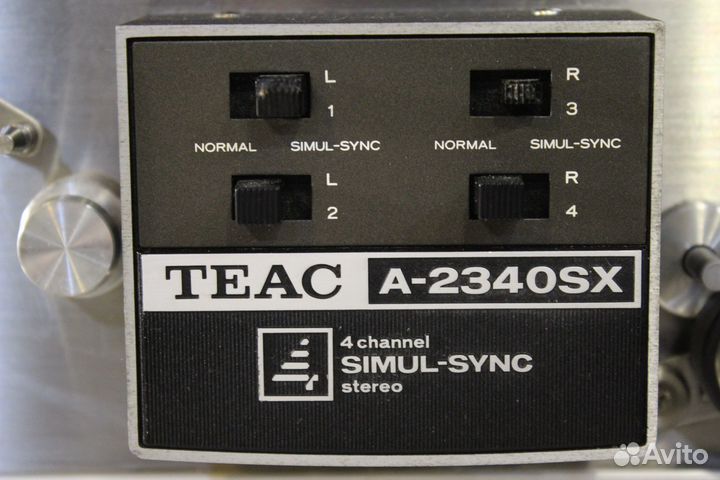 L R
1 3
NORMAL SIMUL-SYNC NORMAL SIMUL-SYNC
L R
2 4
TEAC A-2340SX
4 channel
SIMUL-SYNC
stereo
Avito